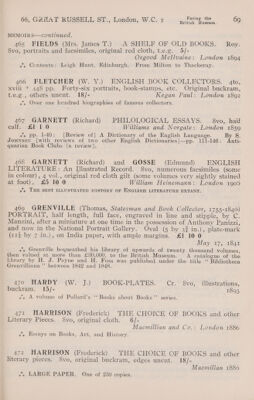 66, GREAT RUSSELL ST., London, W.C. 1 Facing the British Museum 69
MEMOIRS—continued.
465 FIELDS (Mrs. James T.) A SHELF OF OLD BOOKS. Roy.
8vo, portraits and facsimiles, original red cloth, t.e.g. 5/-
Osgood McIlvaine: London 1894
∴ Contents: Leigh Hunt, Edinburgh, From Milton to Thackeray.
466 FLETCHER (W. Y.) ENGLISH BOOK COLLECTORS. 4to,
xviii + 448 pp. Forty-six portraits, book-stamps, etc. Original buckram,
t.e.g., others uncut. 18/- Kegan Paul: London 1902
∴ Over one hundred biographies of famous collectors.
467 GARNETT (Richard) PHILOLOGICAL ESSAYS. 8vo, half
calf. £1 1 0 Williams and Norgate: London 1859
∴ pp. 1-40: [Review of] A Dictionary of the English Language. By S.
JOHNSON [with reviews of two other English Dictionaries]—pp. 111-146: Anti-
quarian Book Clubs (a review).
468 GARNETT (Richard) and GOSSE (Edmund) ENGLISH
LITERATURE: An Illustrated Record. 8vo, numerous facsimiles (some
in colour), 4 vol., original red cloth gilt (some volumes very slightly stained
at foot). £5 10 0 William Heinemann: London 1903
∴ THE BEST ILLUSTRATED HISTORY OF ENGLISH LITERATURE EXTANT.
469 GRENVILLE (Thomas, Statesman and Book Collector, 1755-1846)
PORTRAIT, half length, full face, engraved in line and stipple, by C.
Mannini, after a miniature at one time in the possession of Anthony Panizzi,
and now in the National Portrait Gallery. Oval (5 by 3¾ in.), plate-mark
by 7 in.), on India paper, with ample margins. £1 10 0
May 17, 1841
∴ Grenville bequeathed his library of upwards of twenty thousand volumes,
then valued at more than £50,000, to the British Museum. A catalogue of the
library by H. J. Payne and H. Foss was published under the title "Bibliotheca
Grenvilliana" between 1842 and 1848.
470 HARDY (W. J.) BOOK-PLATES. Cr. 8vo, illustrations,
buckram. 15/- 1893
∴ A volume of Pollard's "Books about Books" series.
471 HARRISON (Frederick) THE CHOICE OF BOOKS and other
Literary Pieces. 8vo, original cloth. 6/-
Macmillan and Co.: London 1886
∴ Essays on Books, Art, and History.
472 HARRISON (Frederick) THE CHOICE OF BOOKS and other
literary pieces. 8vo, original buckram, edges uncut. 18/-
Macmillan 1886
∴ LARGE PAPER. One of 250 copies.